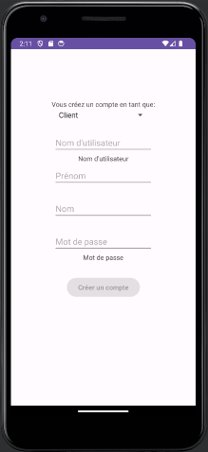 2:11
Vous créez un compte en tant que:
Client
Nom d'utilisateur
Nom d'utilisateur
Prénom
Nom
Mot de passe
Mot de passe
Créer un compte